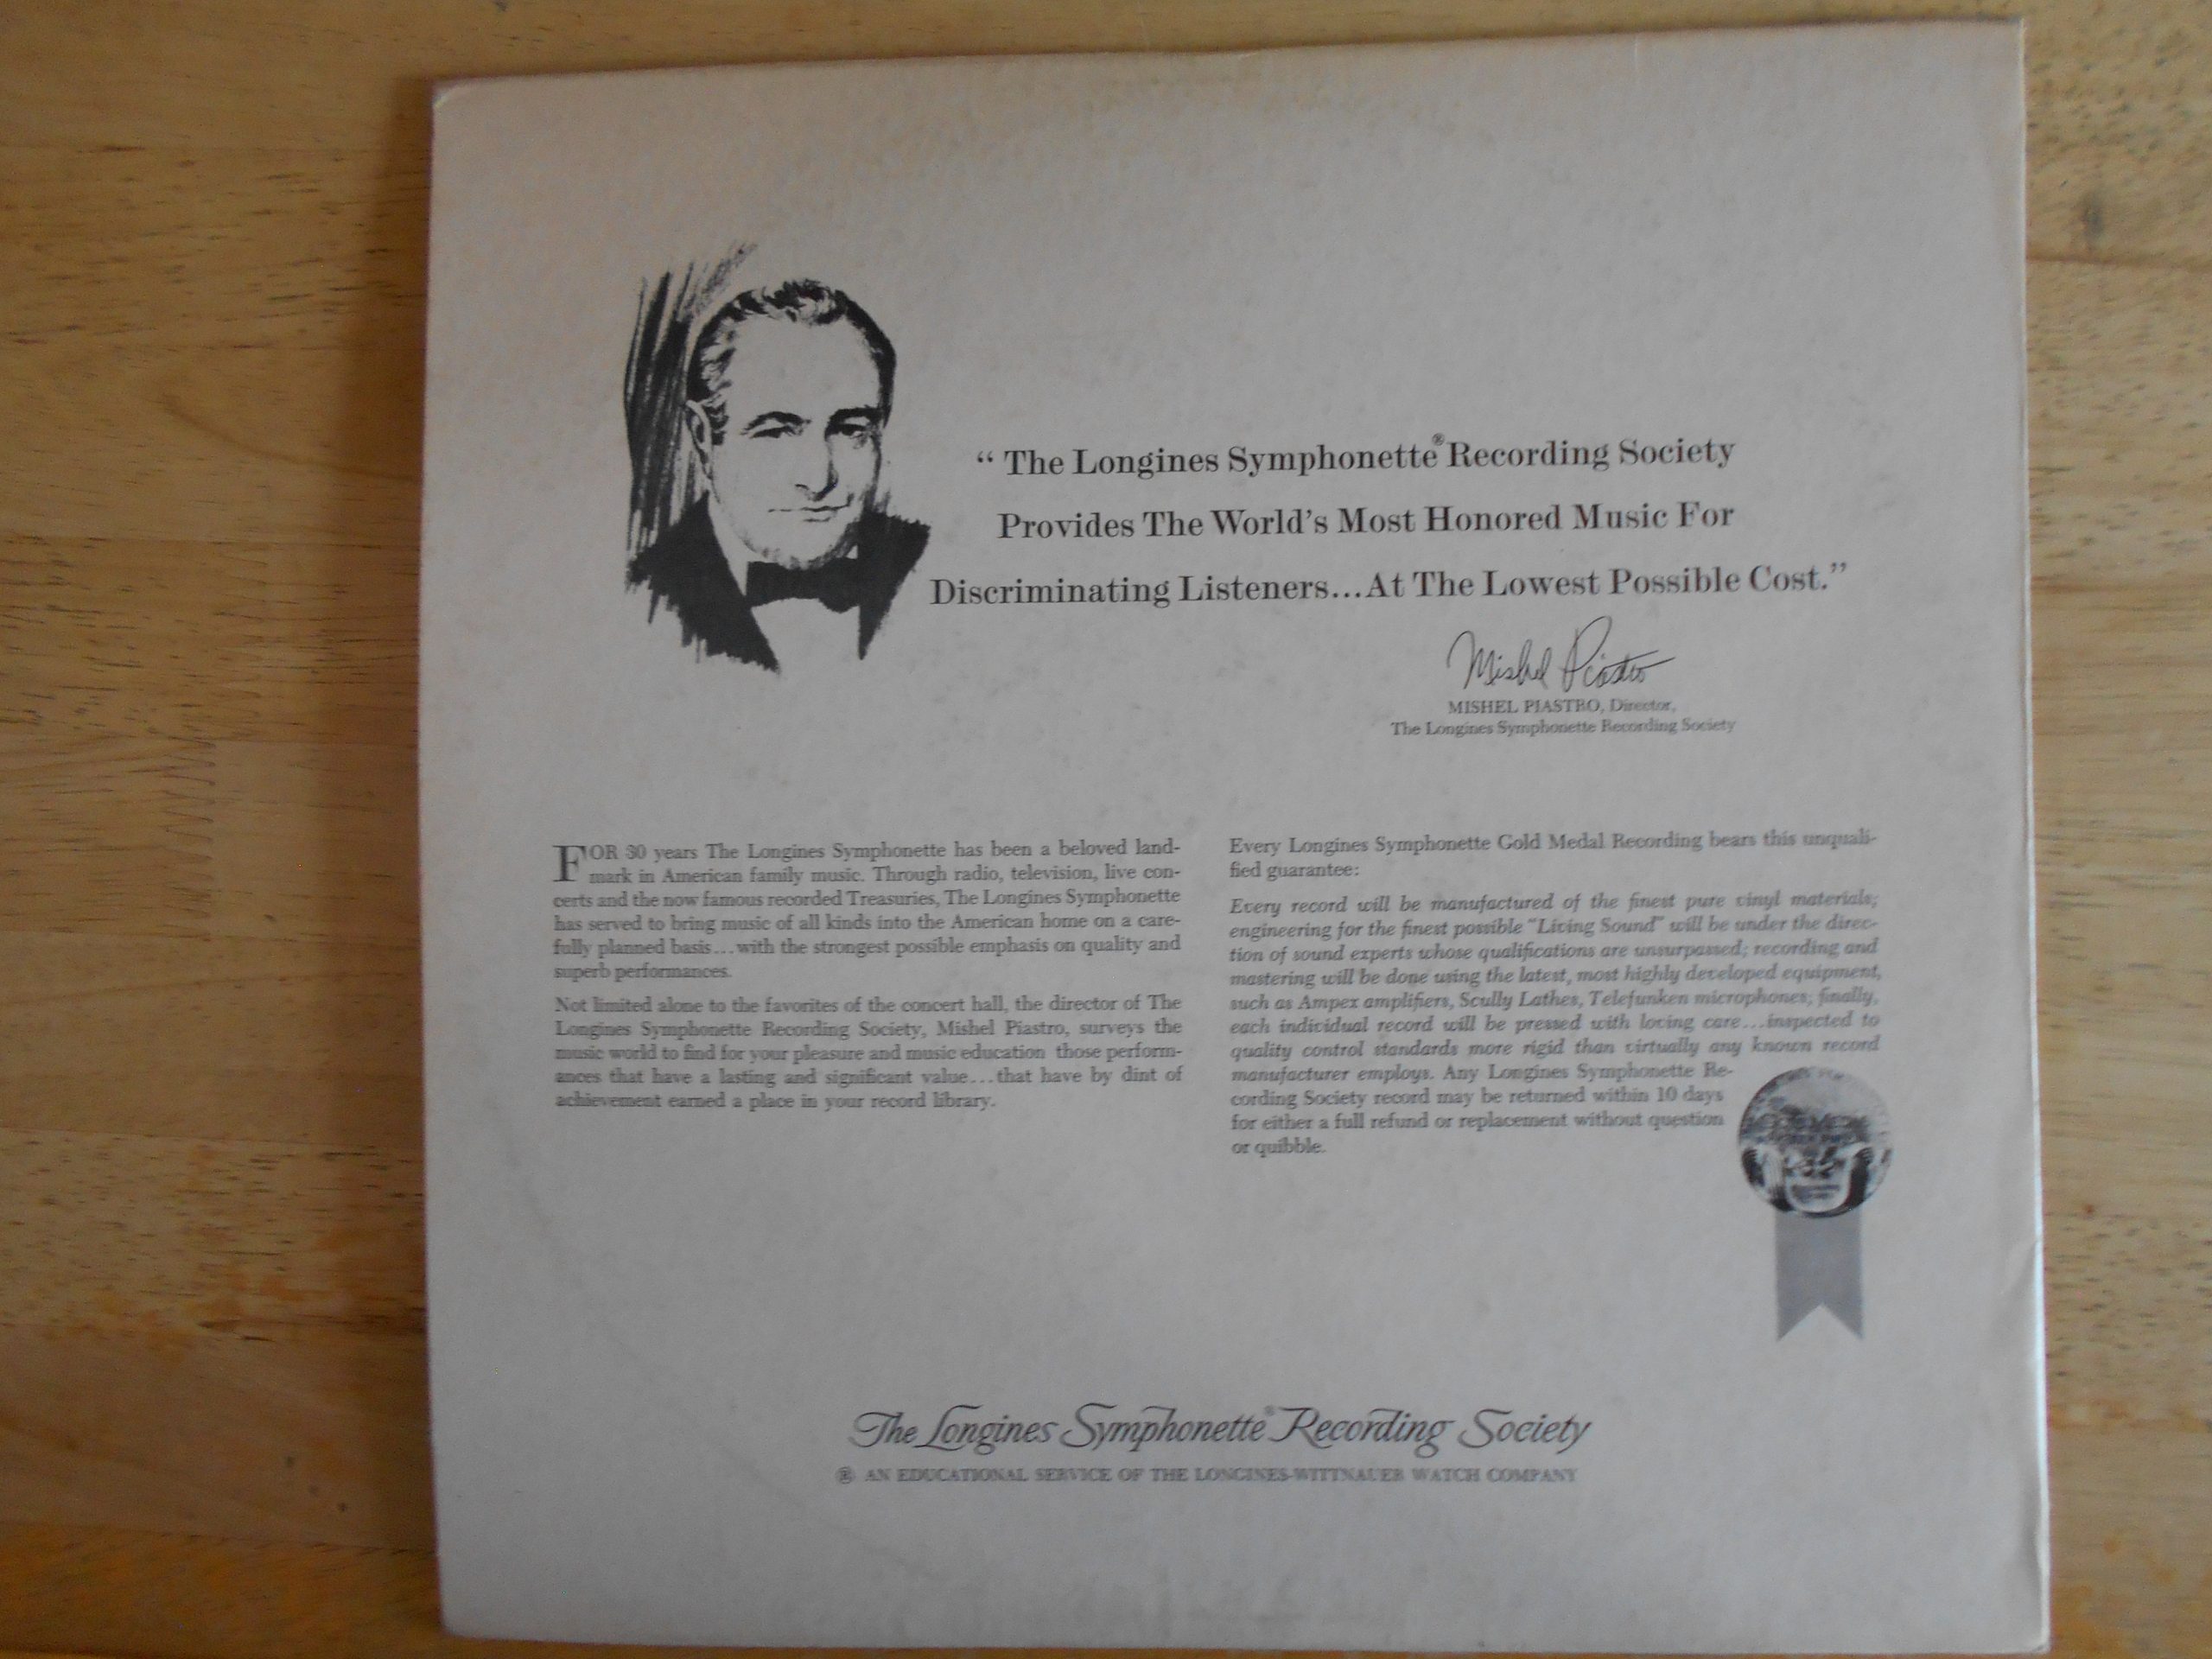 “ The Longines Symphonette® Recording Society
Provides The World’s Most Honored Music For
Discriminating Listeners...At The Lowest Possible Cost.”
Mishel Piastro
MISHEL PIASTRO, Director,
The Longines Symphonette Recording Society
FOR 30 years The Longines Symphonette has been a beloved land-
mark in American family music. Through radio, television, live con-
certs and the now famous recorded Treasuries, The Longines Symphonette
has served to bring music of all kinds into the American home on a care-
fully planned basis...with the strongest possible emphasis on quality and
superb performances.
Not limited alone to the favorites of the concert hall, the director of The
Longines Symphonette Recording Society, Mishel Piastro, surveys the
music world to find for your pleasure and music education those perform-
ances that have a lasting and significant value...that have by dint of
achievement earned a place in your record library.
Every Longines Symphonette Gold Medal Recording bears this unquali-
fied guarantee:
Every record will be manufactured of the finest pure vinyl materials;
engineering for the finest possible “Living Sound” will be under the direc-
tion of sound experts whose qualifications are unsurpassed; recording and
mastering will be done using the latest, most highly developed equipment,
such as Ampex amplifiers, Scully Lathes, Telefunken microphones; finally,
each individual record will be pressed with loving care...inspected to
quality control standards more rigid than virtually any known record
manufacturer employs. Any Longines Symphonette Re-
cording Society record may be returned within 10 days
for either a full refund or replacement without question
or quibble.
The Longines Symphonette® Recording Society
® AN EDUCATIONAL SERVICE OF THE LONGINES-WITTNAUER WATCH COMPANY